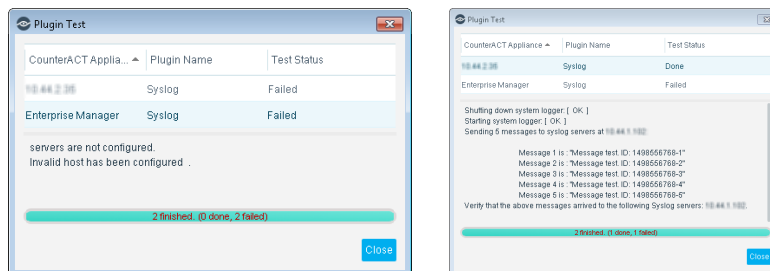 Plugin Test
CounterACT Applia... Plugin Name Test Status
Syslog Failed
Enterprise Manager Syslog Failed
servers are not configured.
Invalid host has been configured .
2 finished. (0 done, 2 failed)
Close
Plugin Test
CounterACT Appliance Plugin Name Test Status
Syslog Done
Enterprise Manager Syslog Failed
Shutting down system logger: [ OK ]
Starting system logger: [ OK ]
Sending 5 messages to syslog servers at
Message 1 is : "Message test. ID: 1498556768-1"
Message 2 is : "Message test. ID: 1498556768-2"
Message 3 is : "Message test. ID: 1498556768-3"
Message 4 is : "Message test. ID: 1498556768-4"
Message 5 is : "Message test. ID: 1498556768-5"
Verify that the above messages arrived to the following Syslog servers:
2 finished. (1 done, 1 failed)
Close